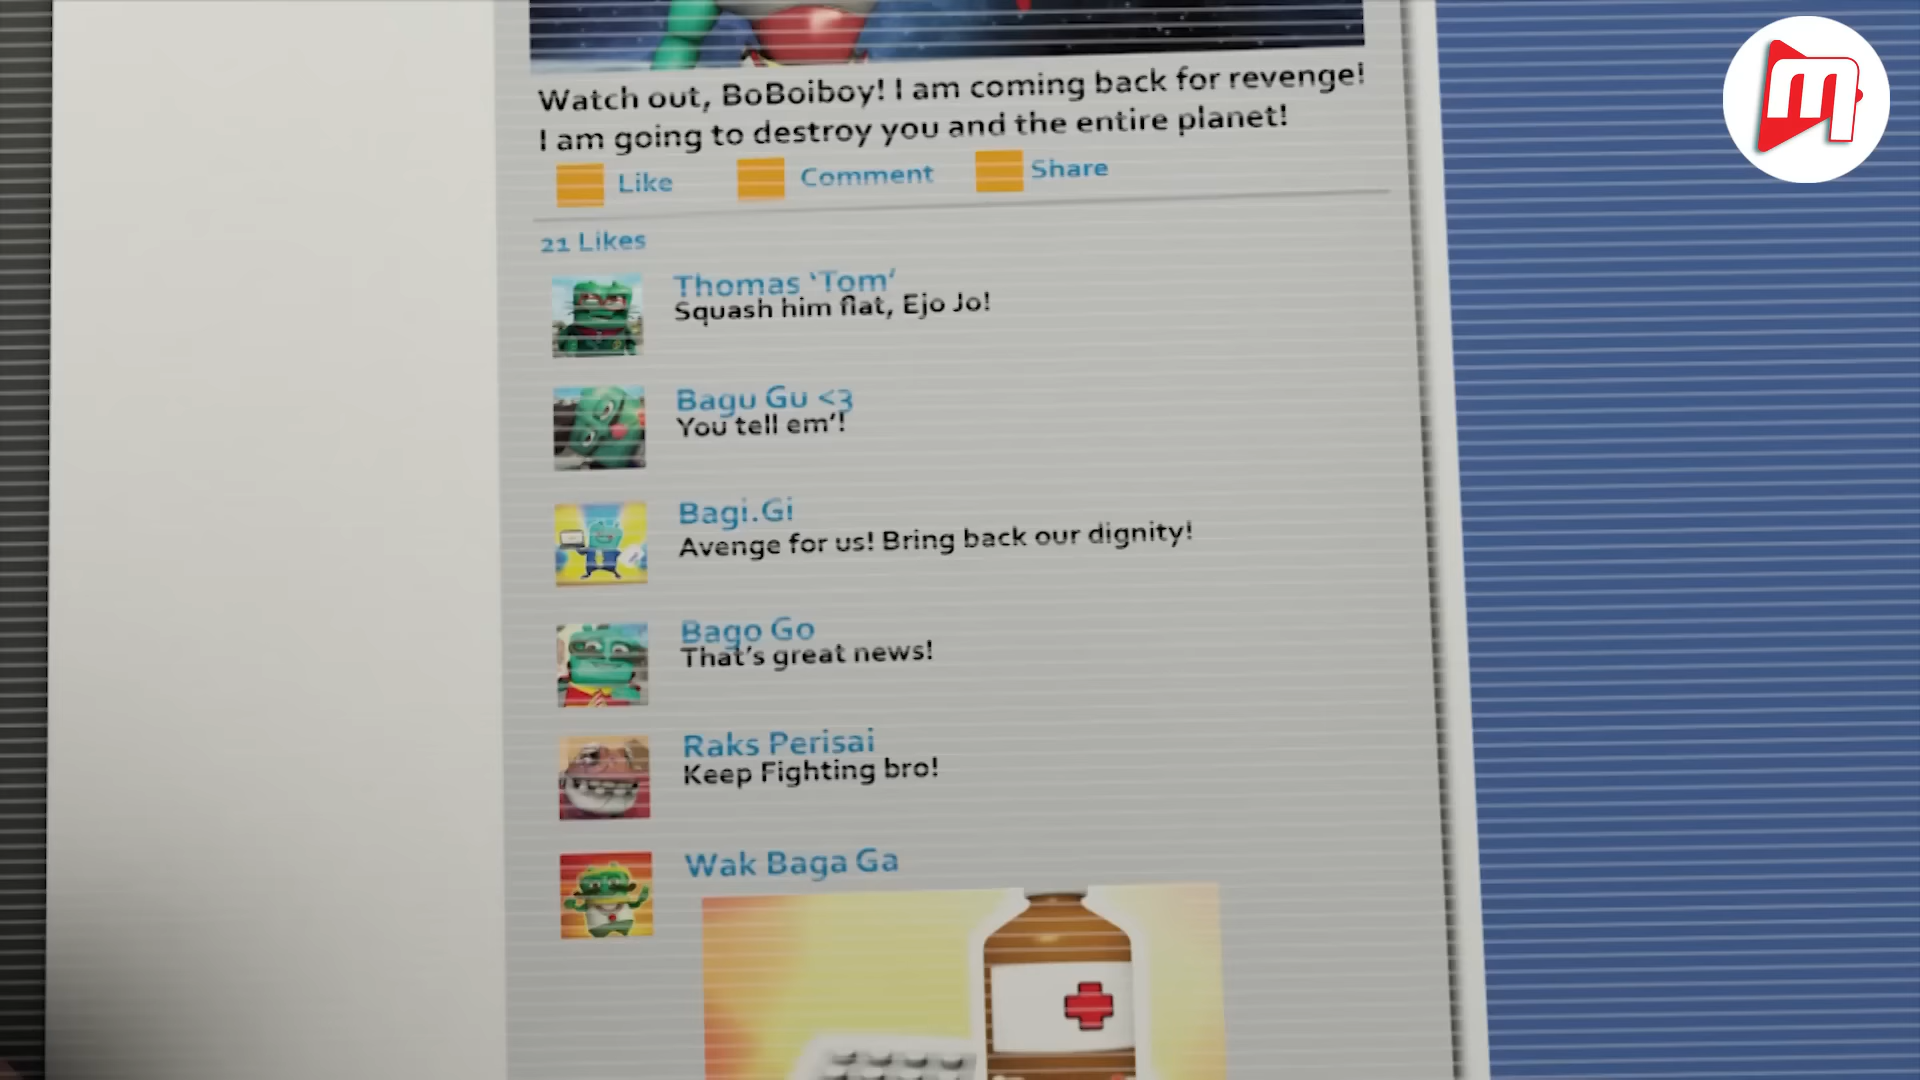 Watch out, BoBoiboy! I am coming back for revenge!
I am going to destroy you and the entire planet!
Like Comment Share
21 Likes
Thomas ‘Tom’
Squash him flat, Ejo Jo!
Bagu Gu <3
You tell em’!
Bagi.Gi
Avenge for us! Bring back our dignity!
Bago Go
That’s great news!
Raks Perisai
Keep Fighting bro!
Wak Baga Ga